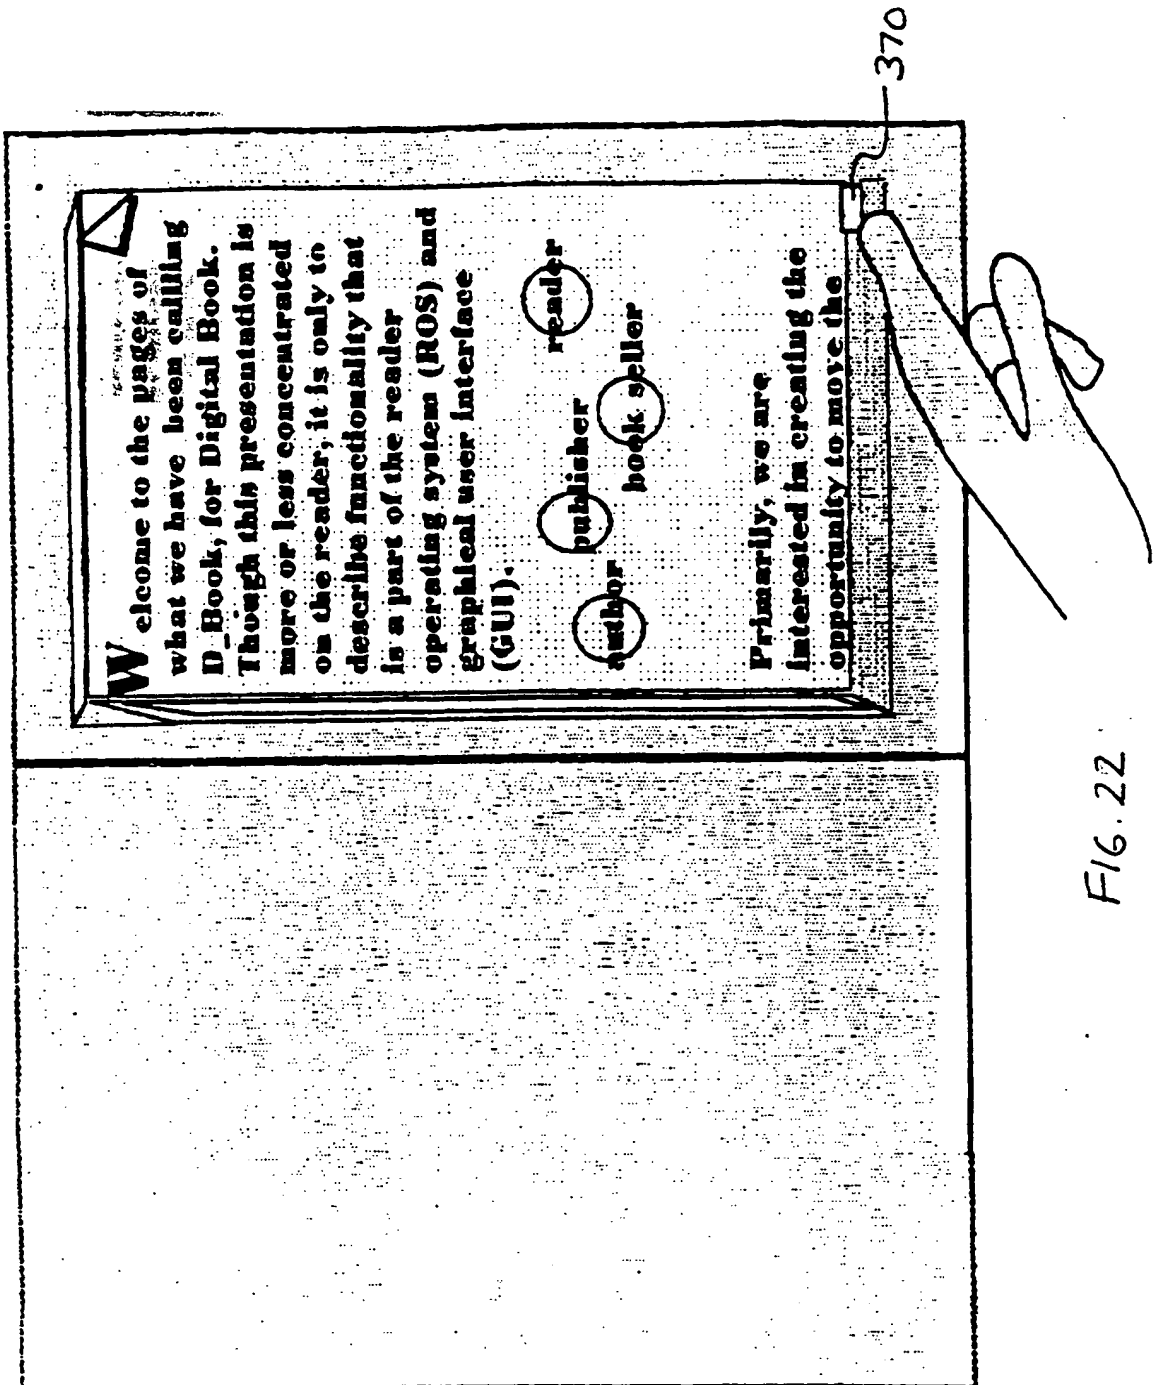 Welcome to the pages of
what we have been calling
D_Book, for Digital Book.
Though this presentation is
more or less concentrated
on the reader, it is only to
describe functionality that
is a part of the reader
operating system (ROS) and
graphical user interface
(GUI).
author publisher book seller reader
Primarily, we are
interested in creating the
opportunity to move the
370
FIG. 22